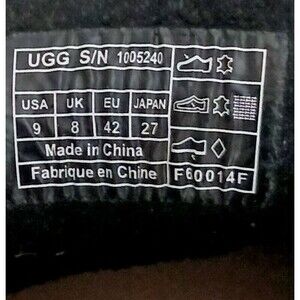 UGG S/N 1005240
USA UK EU JAPAN
9 8 42 27
Made in China
Fabrique en Chine F60014F